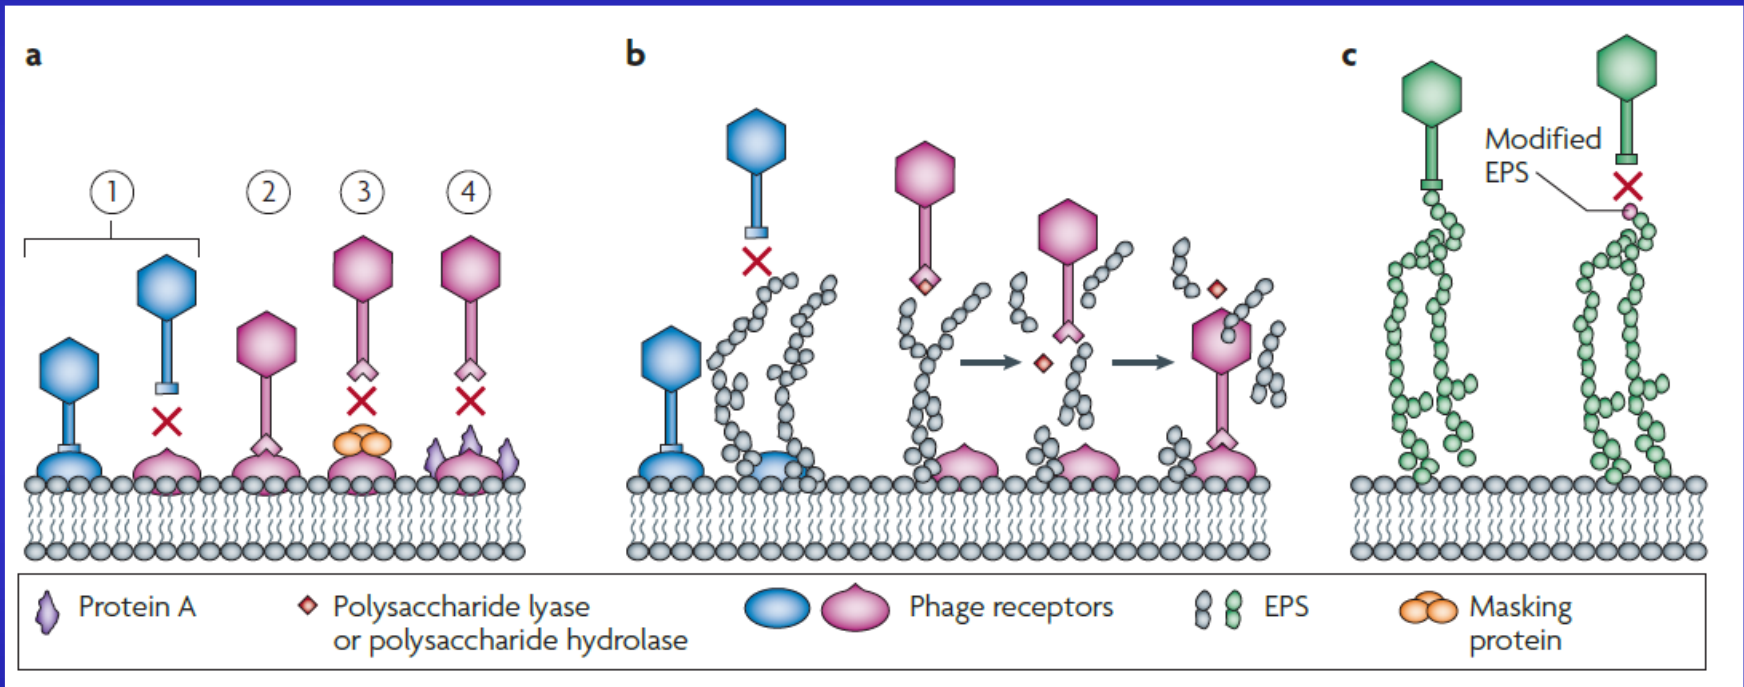 a
b
c
1
2
3
4
Modified
EPS
Protein A
Polysaccharide lyase
or polysaccharide hydrolase
Phage receptors
EPS
Masking
protein